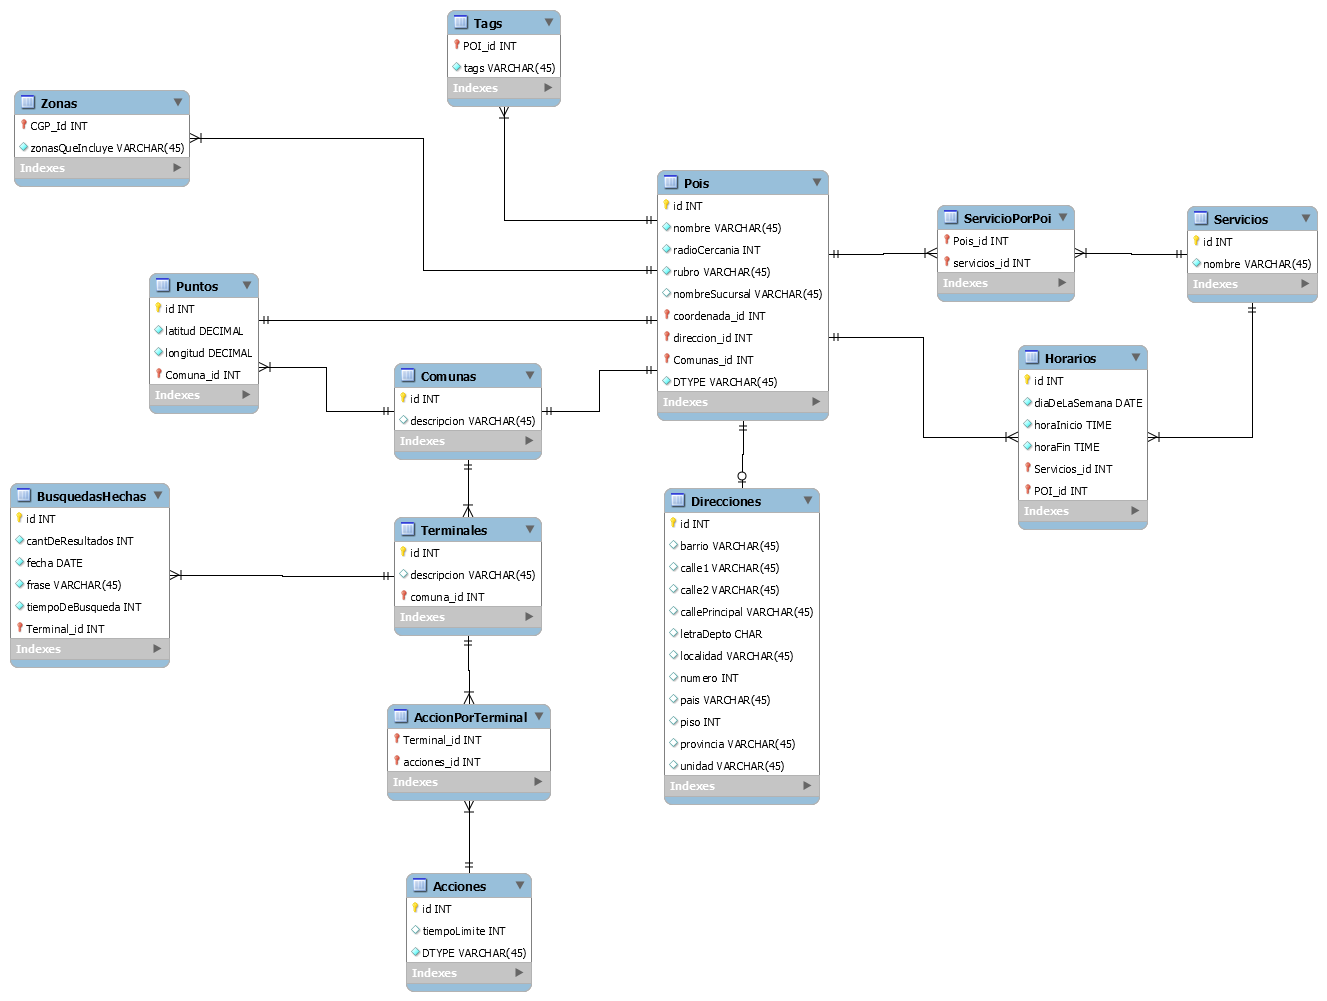 Tags
POI_id INT
tags VARCHAR(45)
Indexes
Zonas
CGP_Id INT
zonasQueIncluye VARCHAR(45)
Indexes
Pois
id INT
nombre VARCHAR(45)
radioCercania INT
rubro VARCHAR(45)
nombreSucursal VARCHAR(45)
coordenada_id INT
direccion_id INT
Comunas_id INT
DTYPE VARCHAR(45)
Indexes
ServicioPorPoi
Pois_id INT
servicios_id INT
Indexes
Servicios
id INT
nombre VARCHAR(45)
Indexes
Puntos
id INT
latitud DECIMAL
longitud DECIMAL
Comuna_id INT
Indexes
Comunas
id INT
descripcion VARCHAR(45)
Indexes
Horarios
id INT
diaDeLaSemana DATE
horaInicio TIME
horaFin TIME
Servicios_id INT
POI_id INT
Indexes
BusquedasHechas
id INT
cantDeResultados INT
fecha DATE
frase VARCHAR(45)
tiempoDeBusqueda INT
Terminal_id INT
Indexes
Terminales
id INT
descripcion VARCHAR(45)
comuna_id INT
Indexes
Direcciones
id INT
barrio VARCHAR(45)
calle1 VARCHAR(45)
calle2 VARCHAR(45)
callePrincipal VARCHAR(45)
letraDepto CHAR
localidad VARCHAR(45)
numero INT
pais VARCHAR(45)
piso INT
provincia VARCHAR(45)
unidad VARCHAR(45)
Indexes
AccionPorTerminal
Terminal_id INT
acciones_id INT
Indexes
Acciones
id INT
tiempoLimite INT
DTYPE VARCHAR(45)
Indexes